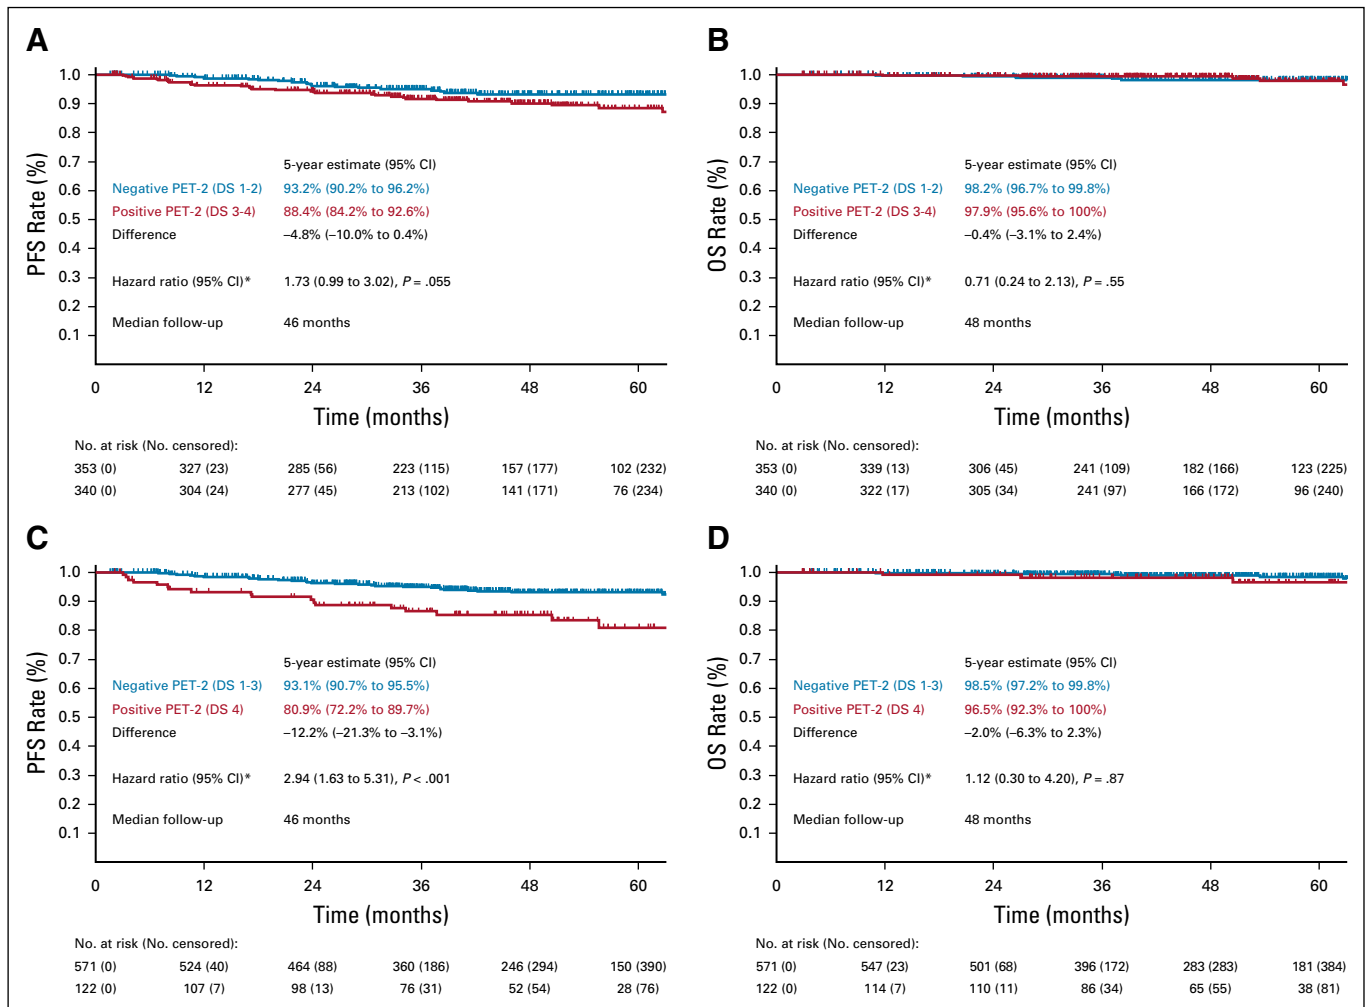 A
1.0
0.9
0.8
0.7
0.6
0.5
0.4
0.3
0.2
0.1
PFS Rate (%)
5-year estimate (95% CI)
Negative PET-2 (DS 1-2) 93.2% (90.2% to 96.2%)
Positive PET-2 (DS 3-4) 88.4% (84.2% to 92.6%)
Difference –4.8% (–10.0% to 0.4%)
Hazard ratio (95% CI)* 1.73 (0.99 to 3.02), P = .055
Median follow-up 46 months
0 12 24 36 48 60
Time (months)
No. at risk (No. censored):
353 (0) 327 (23) 285 (56) 223 (115) 157 (177) 102 (232)
340 (0) 304 (24) 277 (45) 213 (102) 141 (171) 76 (234)
B
1.0
0.9
0.8
0.7
0.6
0.5
0.4
0.3
0.2
0.1
OS Rate (%)
5-year estimate (95% CI)
Negative PET-2 (DS 1-2) 98.2% (96.7% to 99.8%)
Positive PET-2 (DS 3-4) 97.9% (95.6% to 100%)
Difference –0.4% (–3.1% to 2.4%)
Hazard ratio (95% CI)* 0.71 (0.24 to 2.13), P = .55
Median follow-up 48 months
0 12 24 36 48 60
Time (months)
No. at risk (No. censored):
353 (0) 339 (13) 306 (45) 241 (109) 182 (166) 123 (225)
340 (0) 322 (17) 305 (34) 241 (97) 166 (172) 96 (240)
C
1.0
0.9
0.8
0.7
0.6
0.5
0.4
0.3
0.2
0.1
PFS Rate (%)
5-year estimate (95% CI)
Negative PET-2 (DS 1-3) 93.1% (90.7% to 95.5%)
Positive PET-2 (DS 4) 80.9% (72.2% to 89.7%)
Difference –12.2% (–21.3% to –3.1%)
Hazard ratio (95% CI)* 2.94 (1.63 to 5.31), P < .001
Median follow-up 46 months
0 12 24 36 48 60
Time (months)
No. at risk (No. censored):
571 (0) 524 (40) 464 (88) 360 (186) 246 (294) 150 (390)
122 (0) 107 (7) 98 (13) 76 (31) 52 (54) 28 (76)
D
1.0
0.9
0.8
0.7
0.6
0.5
0.4
0.3
0.2
0.1
OS Rate (%)
5-year estimate (95% CI)
Negative PET-2 (DS 1-3) 98.5% (97.2% to 99.8%)
Positive PET-2 (DS 4) 96.5% (92.3% to 100%)
Difference –2.0% (–6.3% to 2.3%)
Hazard ratio (95% CI)* 1.12 (0.30 to 4.20), P = .87
Median follow-up 48 months
0 12 24 36 48 60
Time (months)
No. at risk (No. censored):
571 (0) 547 (23) 501 (68) 396 (172) 283 (283) 181 (384)
122 (0) 114 (7) 110 (11) 86 (34) 65 (55) 38 (81)